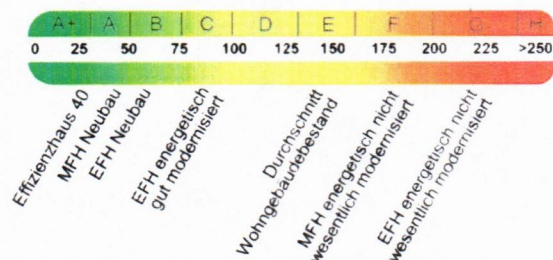 A+ A B C D E F G H
0 25 50 75 100 125 150 175 200 225 >250
Effizienzhaus 40
MFH Neubau
EFH Neubau
EFH energetisch
gut modernisiert
Durchschnitt
Wohngebäudebestand
MFH energetisch nicht
wesentlich modernisiert
EFH energetisch nicht
wesentlich modernisiert